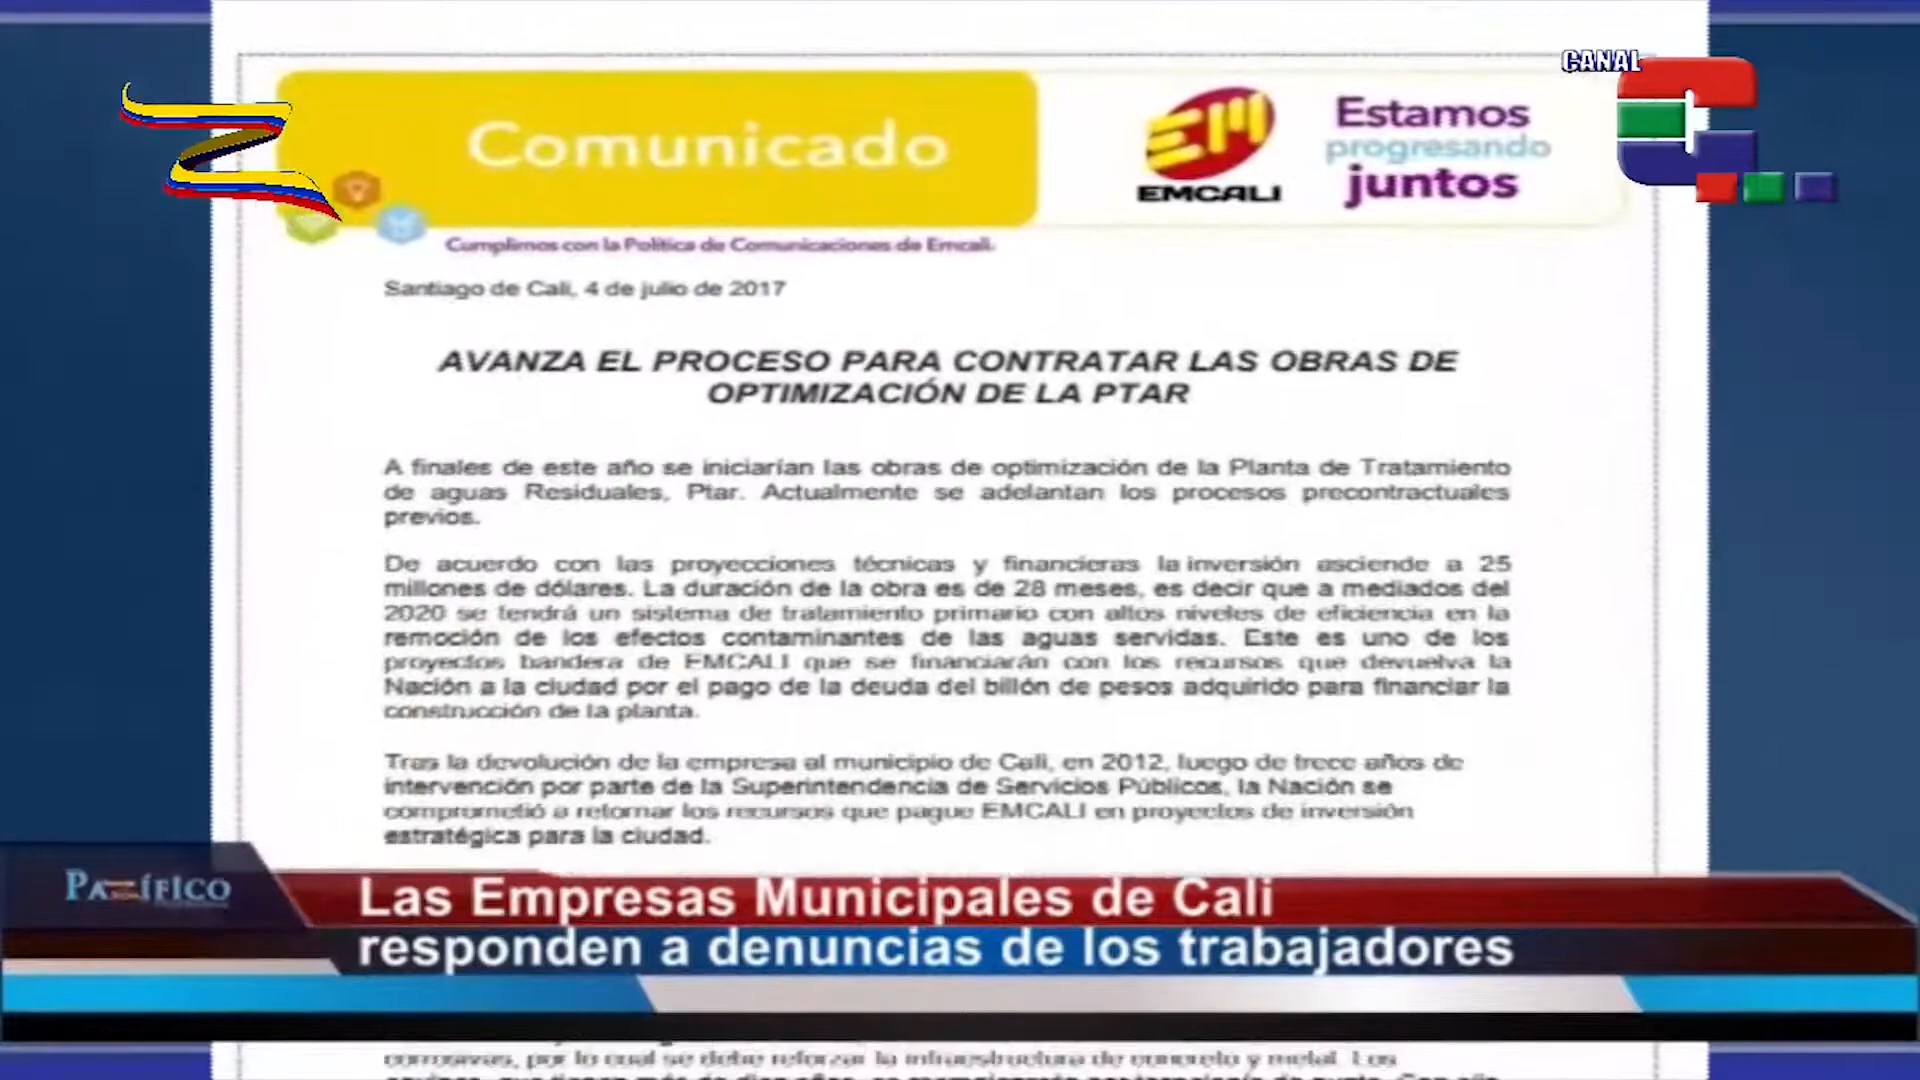 CANAL
Comunicado
EM
EMCALI
Estamos
progresando
juntos
Cumplimos con la Política de Comunicaciones de Emcali.
Santiago de Cali, 4 de julio de 2017
AVANZA EL PROCESO PARA CONTRATAR LAS OBRAS DE
OPTIMIZACIÓN DE LA PTAR
A finales de este año se iniciarían las obras de optimización de la Planta de Tratamiento
de aguas Residuales, Ptar. Actualmente se adelantan los procesos precontractuales
previos.
De acuerdo con las proyecciones técnicas y financieras la inversión asciende a 25
millones de dólares. La duración de la obra es de 28 meses, es decir que a mediados del
2020 se tendrá un sistema de tratamiento primario con altos niveles de eficiencia en la
remoción de los efectos contaminantes de las aguas servidas. Este es uno de los
proyectos bandera de EMCALI que se financiarán con los recursos que devuelva la
Nación a la ciudad por el pago de la deuda del billón de pesos adquirido para financiar la
construcción de la planta.
Tras la devolución de la empresa al municipio de Cali, en 2012, luego de trece años de
intervención por parte de la Superintendencia de Servicios Públicos, la Nación se
comprometió a retornar los recursos que pague EMCALI en proyectos de inversión
estratégica para la ciudad.
PACÍFICO
Las Empresas Municipales de Cali
responden a denuncias de los trabajadores
corrosivas, por lo cual se debe reforzar la infraestructura de concreto y metal. Los